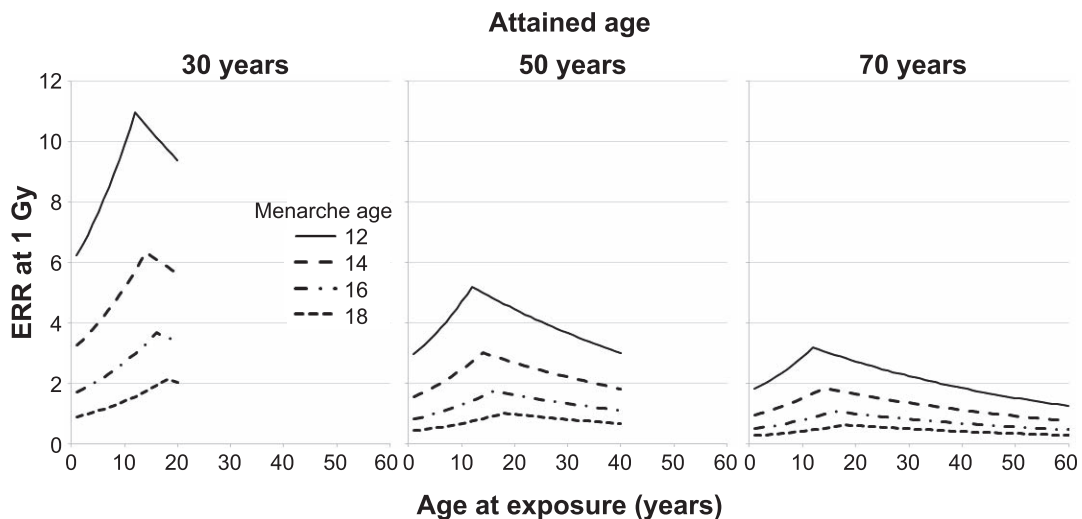 Attained age
30 years
50 years
70 years
12
10
8
6
4
2
0
ERR at 1 Gy
Menarche age
12
14
16
18
0 10 20 30 40 50 60
0 10 20 30 40 50 60
0 10 20 30 40 50 60
Age at exposure (years)